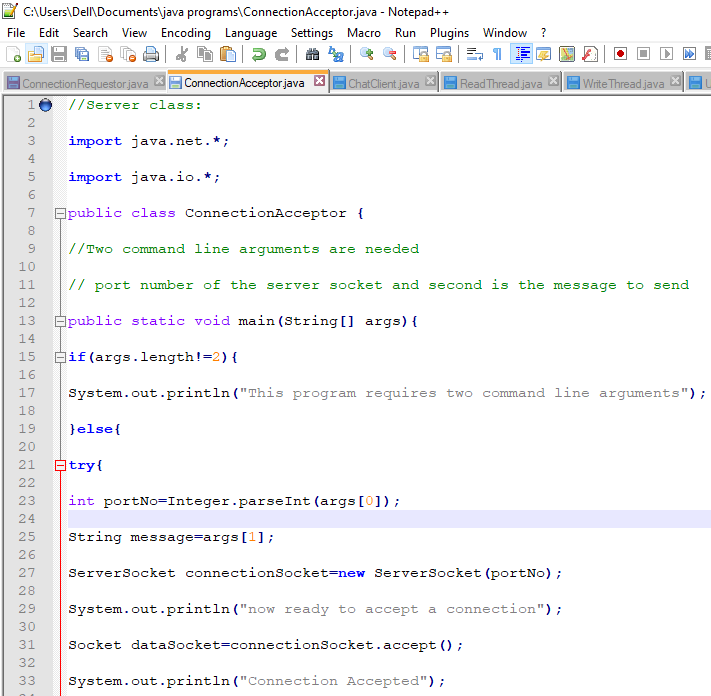 C:\Users\Dell\Documents\java programs\ConnectionAcceptor.java - Notepad++
File Edit Search View Encoding Language Settings Macro Run Plugins Window ?
ConnectionRequestor.java ConnectionAcceptor.java ChatClient.java ReadThread.java WriteThread.java
1 //Server class:
2
3 import java.net.*;
4
5 import java.io.*;
6
7 public class ConnectionAcceptor {
8
9 //Two command line arguments are needed
10
11 // port number of the server socket and second is the message to send
12
13 public static void main(String[] args){
14
15 if(args.length!=2){
16
17 System.out.println("This program requires two command line arguments");
18
19 }else{
20
21 try{
22
23 int portNo=Integer.parseInt(args[0]);
24
25 String message=args[1];
26
27 ServerSocket connectionSocket=new ServerSocket(portNo);
28
29 System.out.println("now ready to accept a connection");
30
31 Socket dataSocket=connectionSocket.accept();
32
33 System.out.println("Connection Accepted");